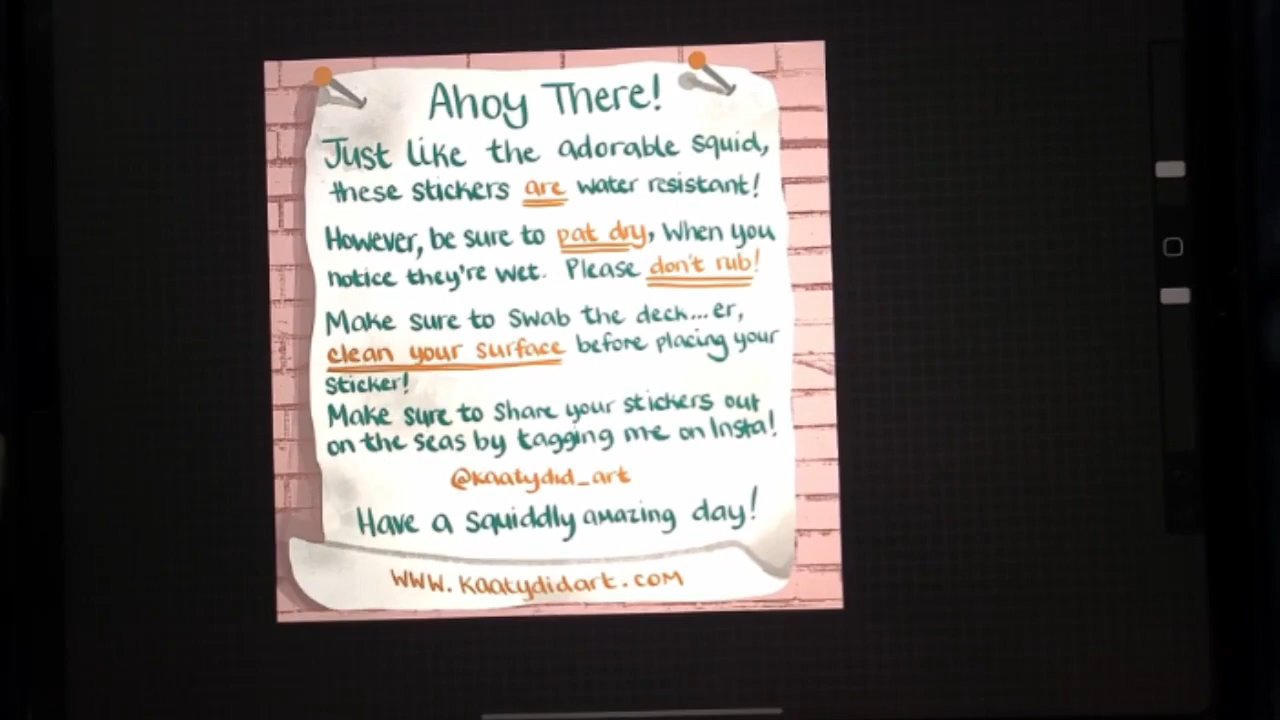 Ahoy There!
Just like the adorable squid,
these stickers are water resistant!
However, be sure to pat dry, when you
notice they're wet. Please don't rub!
Make sure to swab the deck...er,
clean your surface before placing your
sticker!
Make sure to share your stickers out
on the seas by tagging me on Insta!
@kaatydid_art
Have a squiddly amazing day!
www.kaatydidart.com